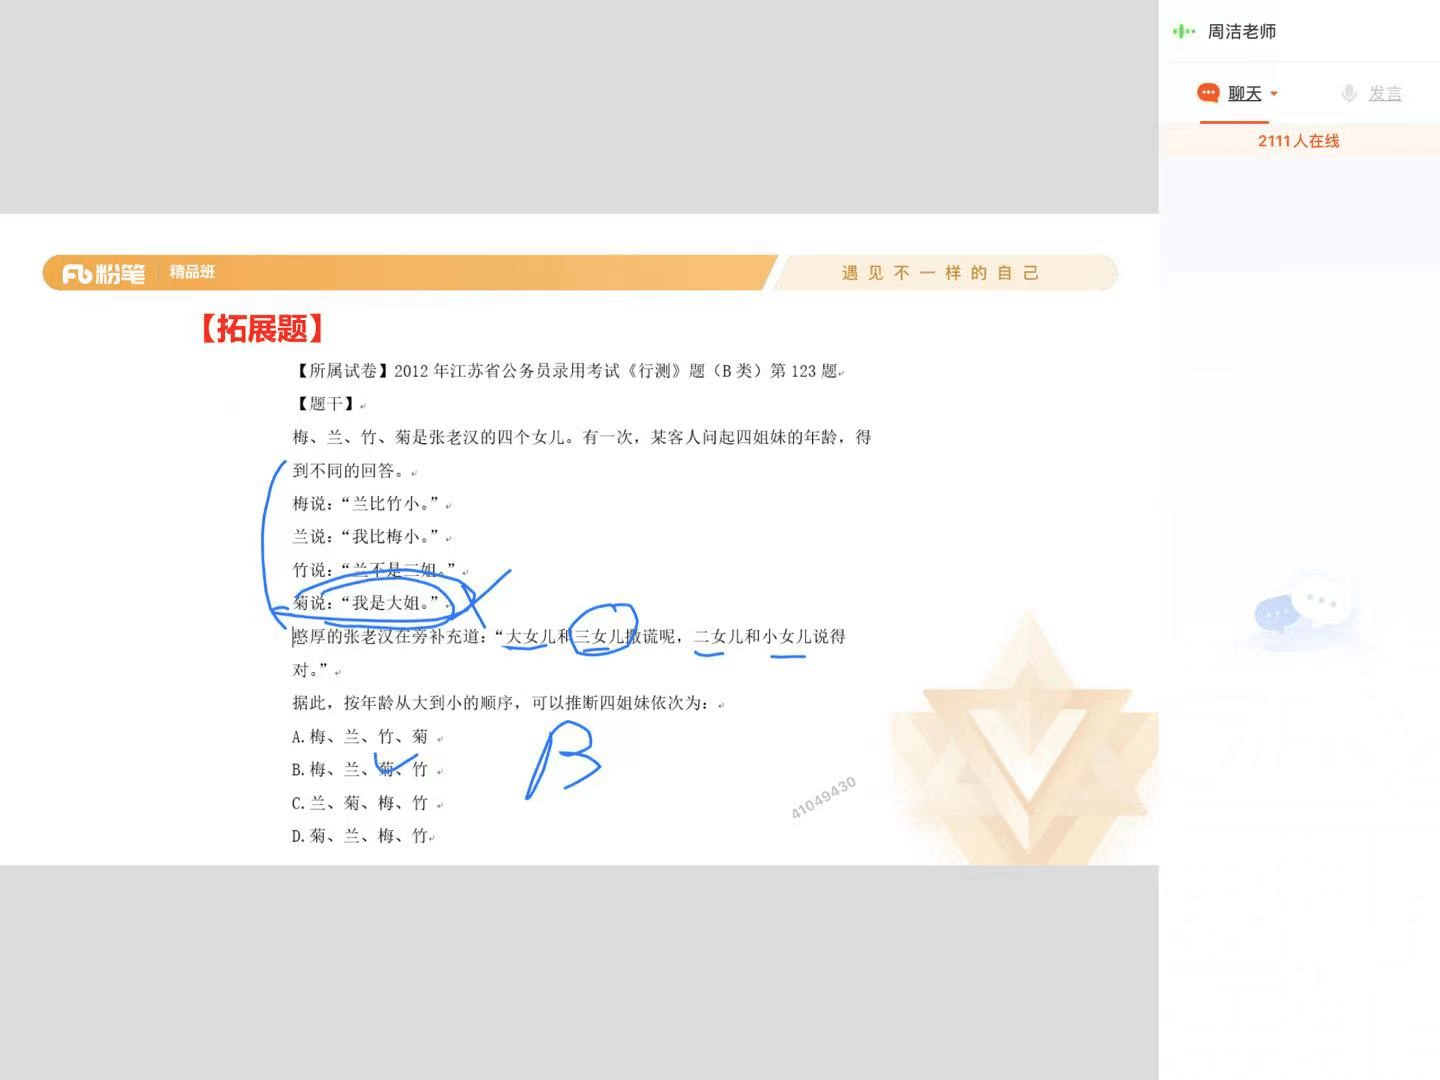 周洁老师
聊天
发言
2111人在线
粉笔 精品班
遇见不一样的自己
【拓展题】
【所属试卷】2012 年江苏省公务员录用考试《行测》题（B 类）第 123 题
【题干】
梅、兰、竹、菊是张老汉的四个女儿。有一次，某客人问起四姐妹的年龄，得
到不同的回答。
梅说：“兰比竹小。”
兰说：“我比梅小。”
竹说：“兰不是三姐。”
菊说：“我是大姐。”
憨厚的张老汉在旁补充道：“大女儿和三女儿撒谎呢，二女儿和小女儿说得
对。”
据此，按年龄从大到小的顺序，可以推断四姐妹依次为：
A.梅、兰、竹、菊
B.梅、兰、菊、竹
B
C.兰、菊、梅、竹
D.菊、兰、梅、竹
41049430